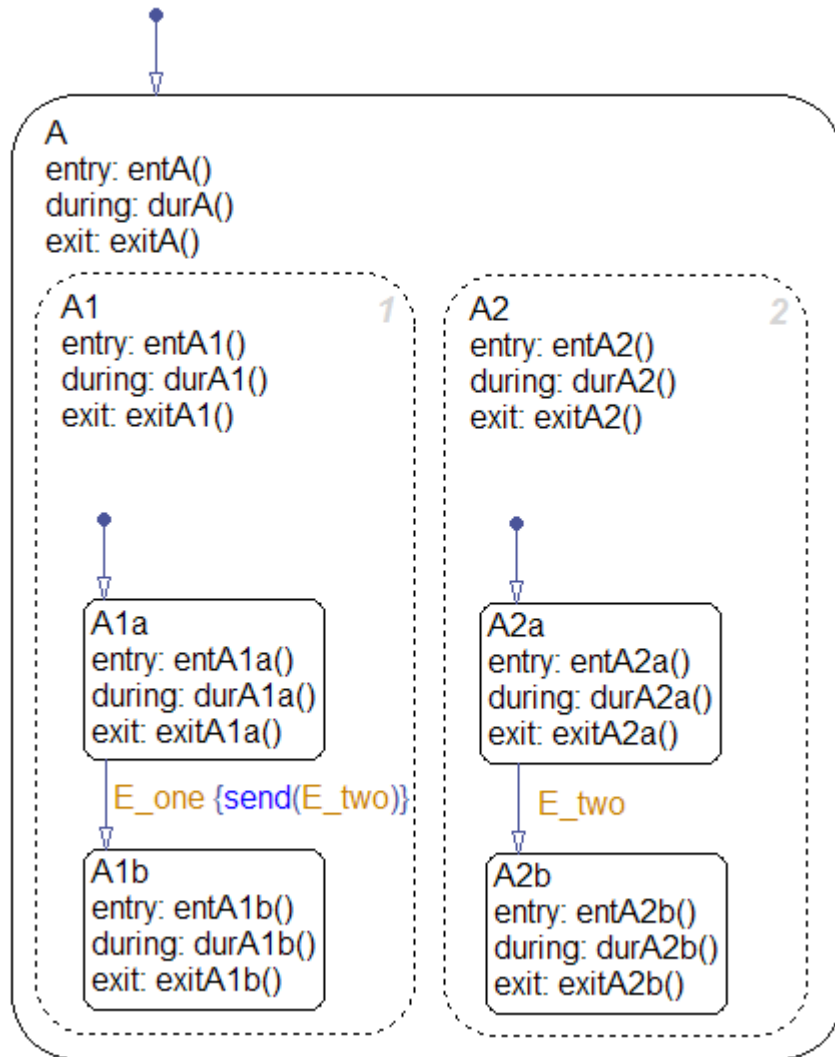 A
entry: entA()
during: durA()
exit: exitA()
A1
1
entry: entA1()
during: durA1()
exit: exitA1()
A2
2
entry: entA2()
during: durA2()
exit: exitA2()
A1a
entry: entA1a()
during: durA1a()
exit: exitA1a()
E_one {send(E_two)}
A1b
entry: entA1b()
during: durA1b()
exit: exitA1b()
A2a
entry: entA2a()
during: durA2a()
exit: exitA2a()
E_two
A2b
entry: entA2b()
during: durA2b()
exit: exitA2b()